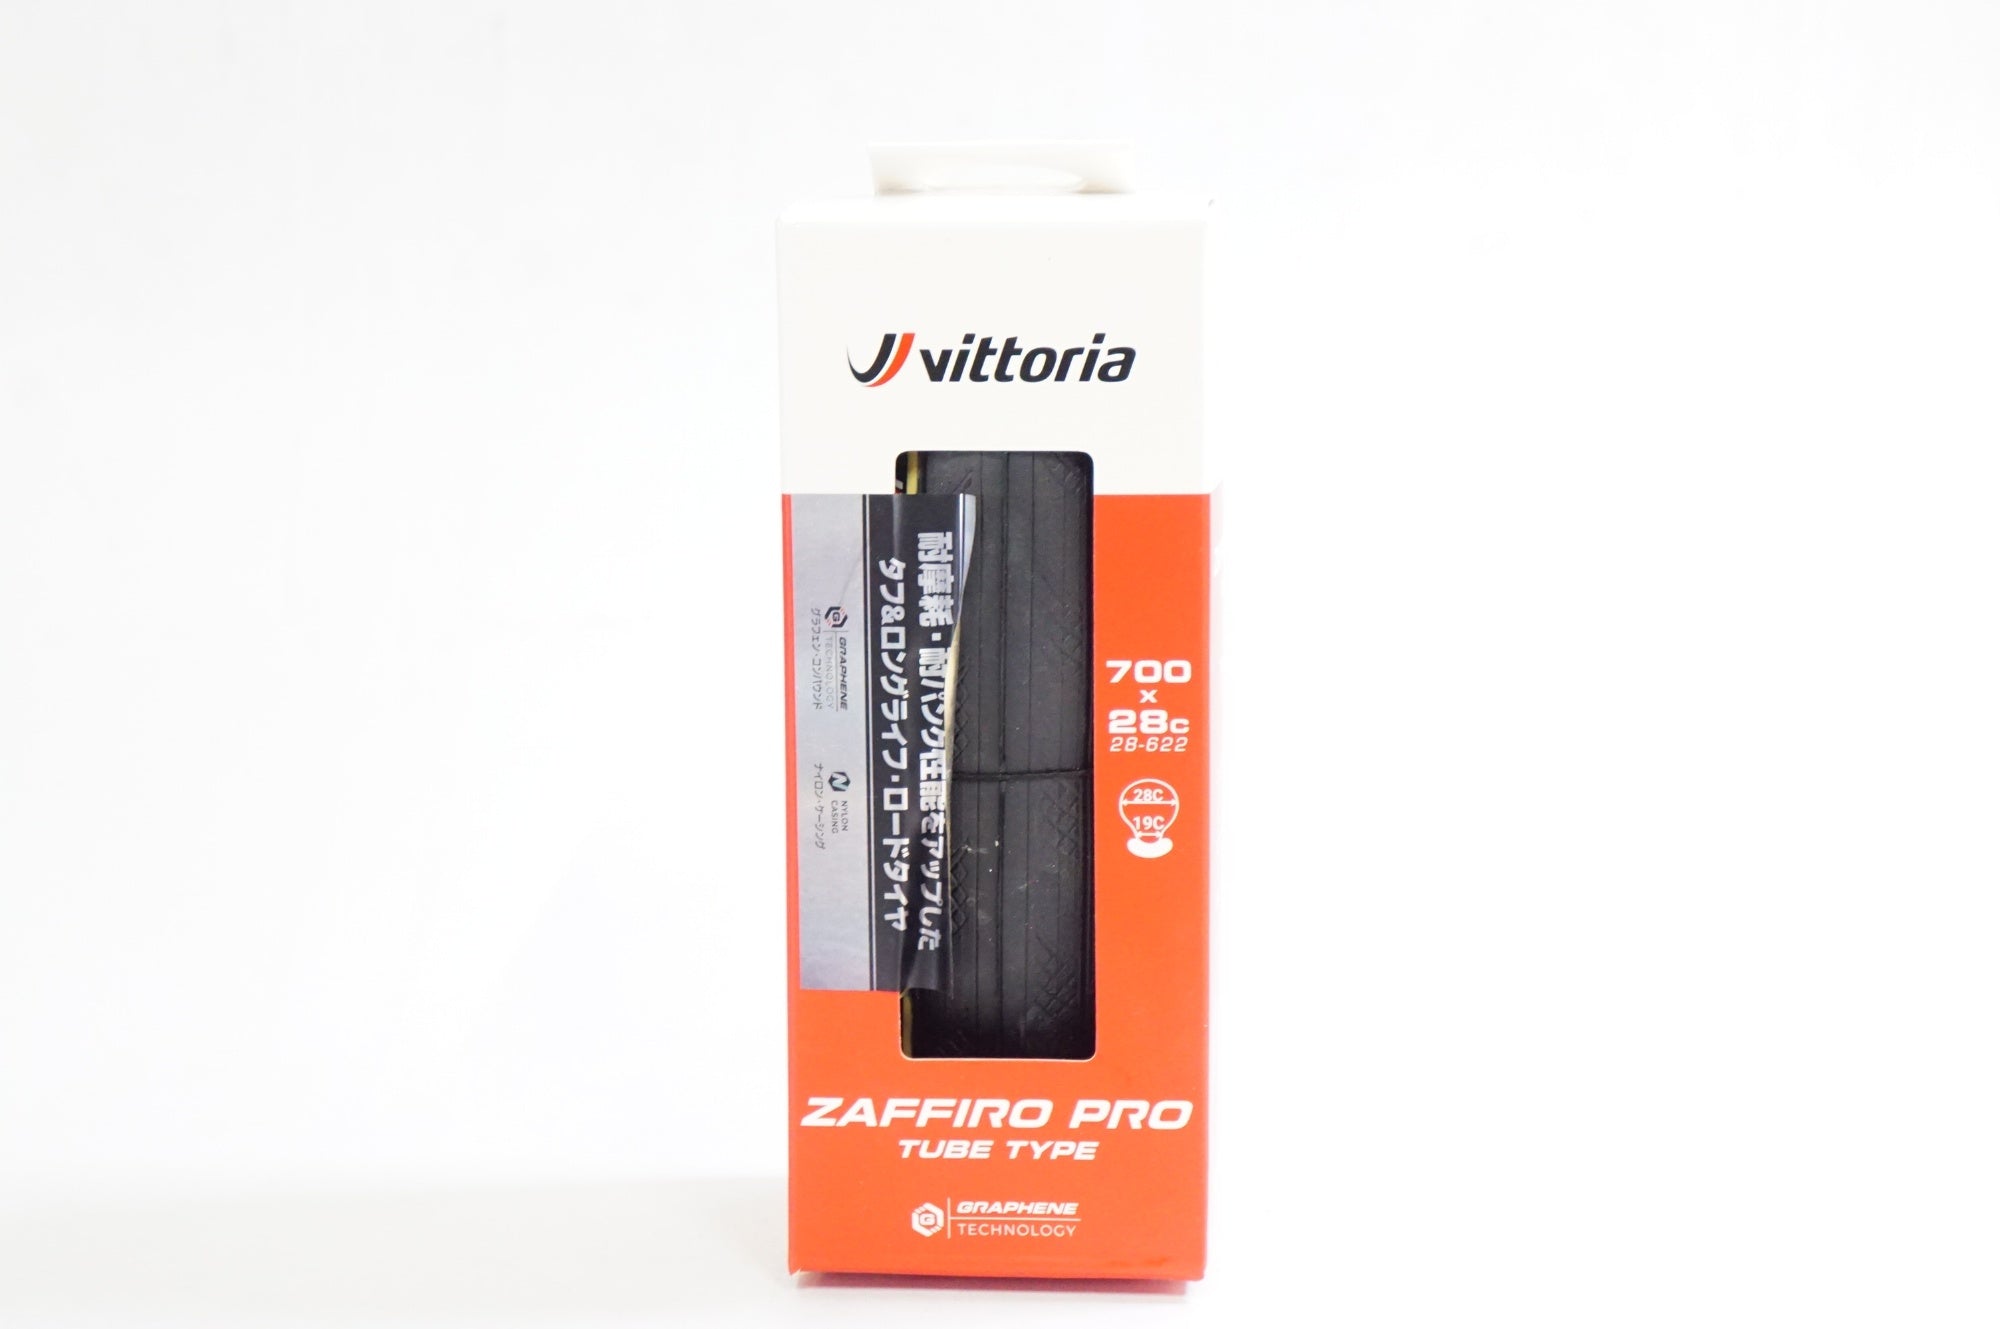 vittoria
耐摩耗・耐パンク性能をアップした
タフ&ロングライフ・ロードタイヤ
GRAPHENE
TECHNOLOGY
グラフェン・コンパウンド
NYLON
CASING
ナイロン・ケーシング
700
x
28c
28-622
28C
19C
ZAFFIRO PRO
TUBE TYPE
G
GRAPHENE
TECHNOLOGY